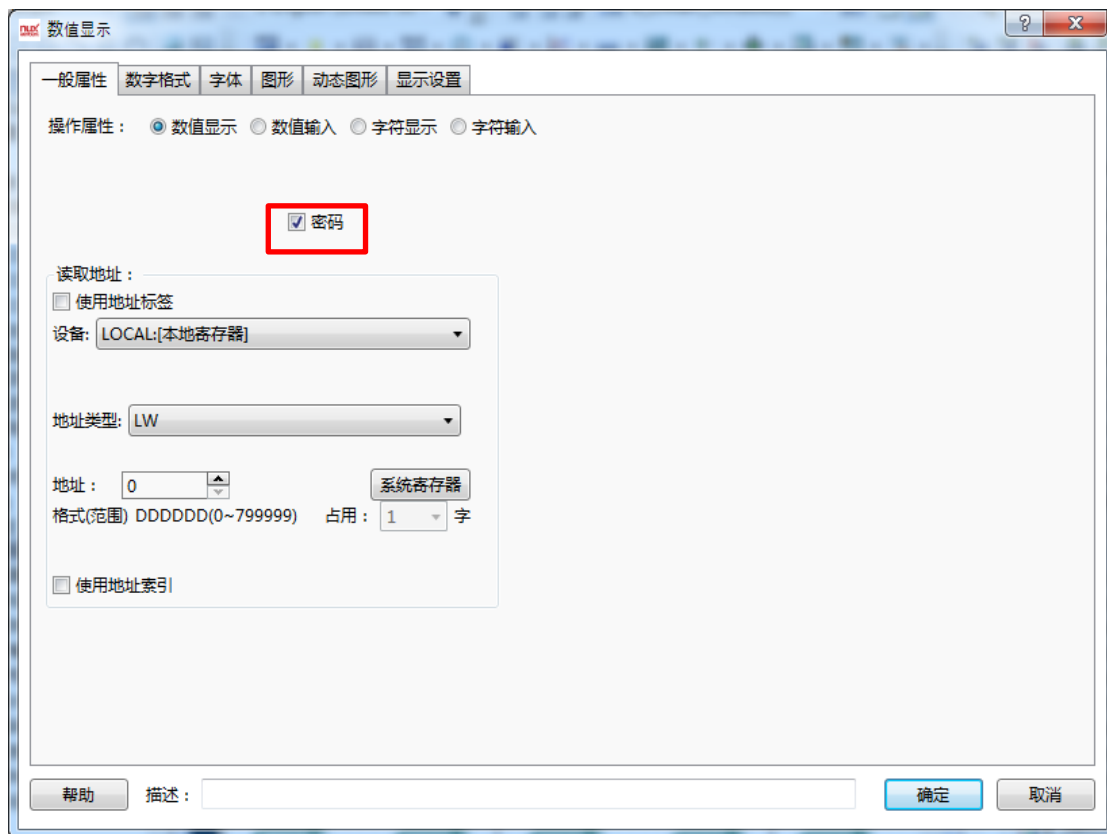 数值显示
一般属性 数字格式 字体 图形 动态图形 显示设置
操作属性： 数值显示 数值输入 字符显示 字符输入
密码
读取地址：
使用地址标签
设备: LOCAL:[本地寄存器]
地址类型: LW
地址： 0 系统寄存器
格式(范围) DDDDDD(0~799999) 占用： 1 字
使用地址索引
帮助 描述： 确定 取消